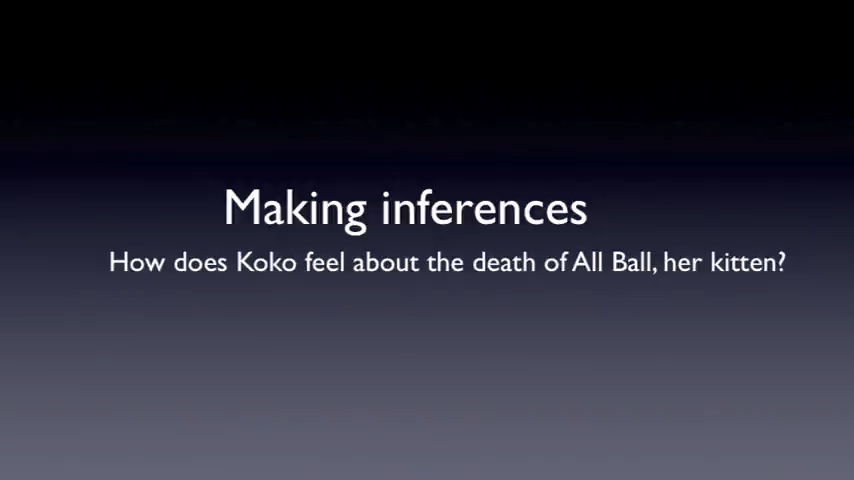 Making inferences
How does Koko feel about the death of All Ball, her kitten?